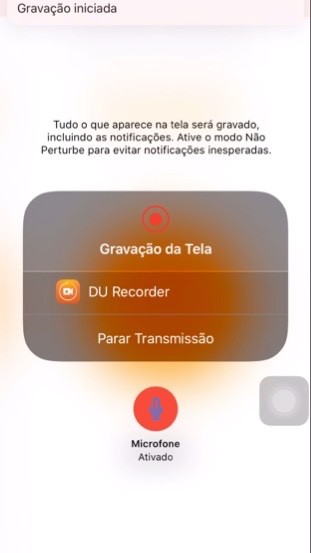 Gravação iniciada
Tudo o que aparece na tela será gravado,
incluindo as notificações. Ative o modo Não
Perturbe para evitar notificações inesperadas.
Gravação da Tela
DU Recorder
Parar Transmissão
Microfone
Ativado